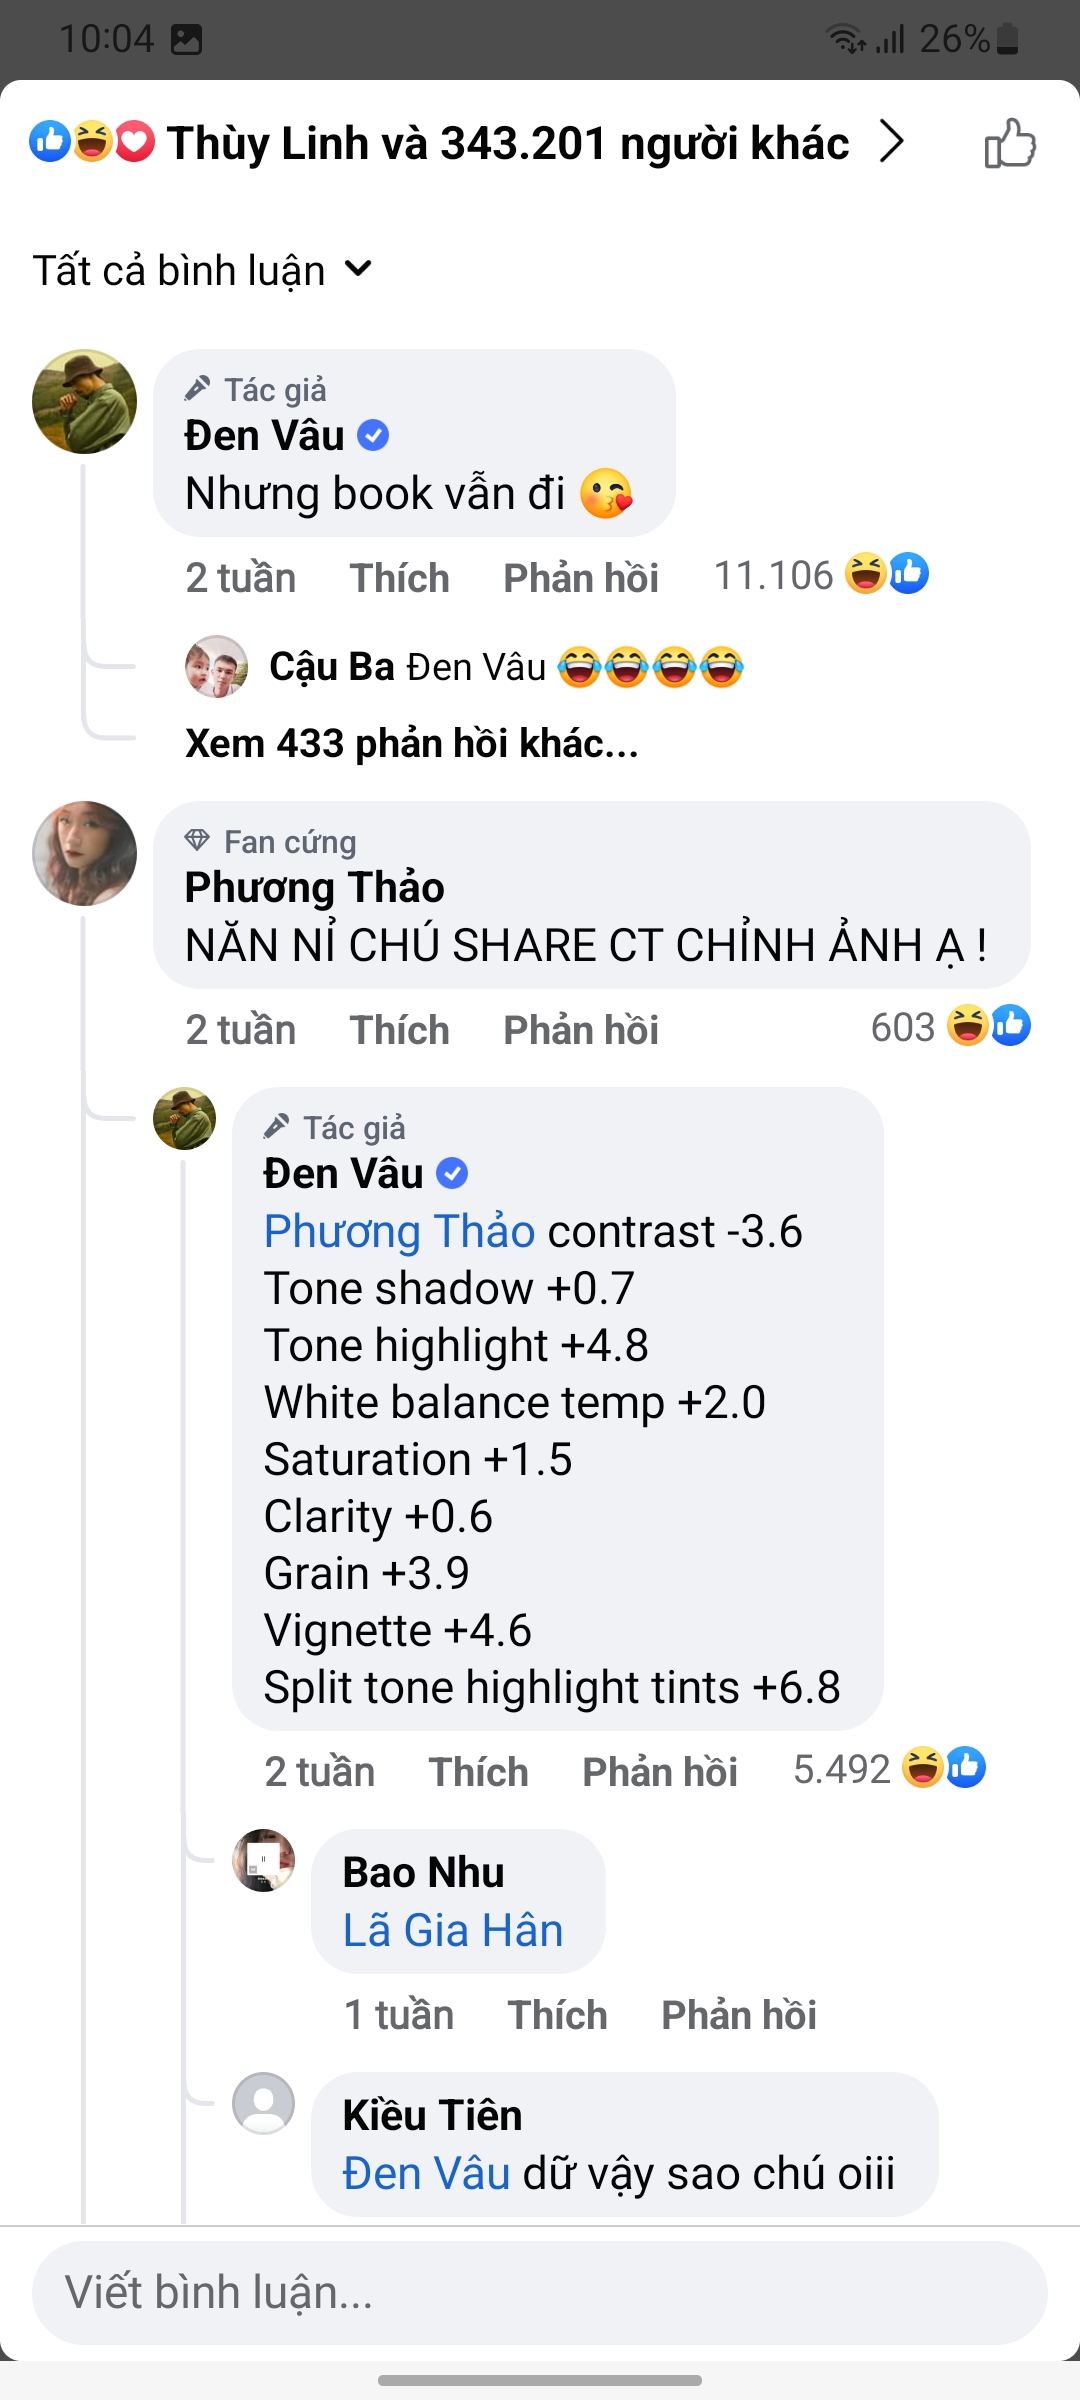 10:04
26%
Thùy Linh và 343.201 người khác
Tất cả bình luận
Tác giả
Đen Vâu
Nhưng book vẫn đi 😘
2 tuần Thích Phản hồi 11.106
Cậu Ba Đen Vâu 😂😂😂😂
Xem 433 phản hồi khác...
Fan cứng
Phương Thảo
NĂN NỈ CHÚ SHARE CT CHỈNH ẢNH Ạ !
2 tuần Thích Phản hồi 603
Tác giả
Đen Vâu
Phương Thảo contrast -3.6
Tone shadow +0.7
Tone highlight +4.8
White balance temp +2.0
Saturation +1.5
Clarity +0.6
Grain +3.9
Vignette +4.6
Split tone highlight tints +6.8
2 tuần Thích Phản hồi 5.492
Bao Nhu
Lã Gia Hân
1 tuần Thích Phản hồi
Kiều Tiên
Đen Vâu dữ vậy sao chú oiii
Viết bình luận...